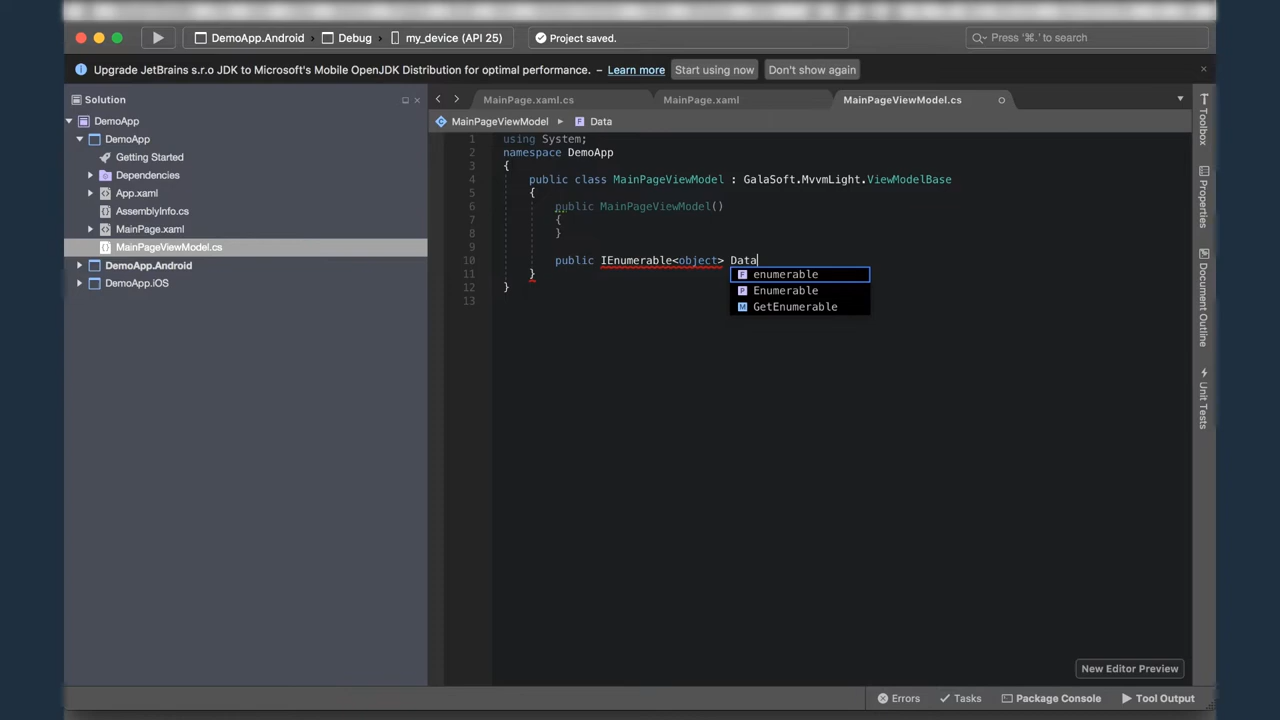 DemoApp.Android > Debug > my_device (API 25)
Project saved.
Press '⌘.' to search
Upgrade JetBrains s.r.o JDK to Microsoft's Mobile OpenJDK Distribution for optimal performance. – Learn more Start using now Don't show again ×
Solution
MainPage.xaml.cs MainPage.xaml MainPageViewModel.cs
DemoApp
MainPageViewModel Data
DemoApp
Getting Started
Dependencies
App.xaml
AssemblyInfo.cs
MainPage.xaml
MainPageViewModel.cs
DemoApp.Android
DemoApp.iOS
1 using System;
2 namespace DemoApp
3 {
4 public class MainPageViewModel : GalaSoft.MvvmLight.ViewModelBase
5 {
6 public MainPageViewModel()
7 {
8 }
9
10 public IEnumerable<object> Data
11 }
12 }
13
F enumerable
P Enumerable
M GetEnumerable
Toolbox
Properties
Document Outline
Unit Tests
New Editor Preview
Errors Tasks Package Console Tool Output